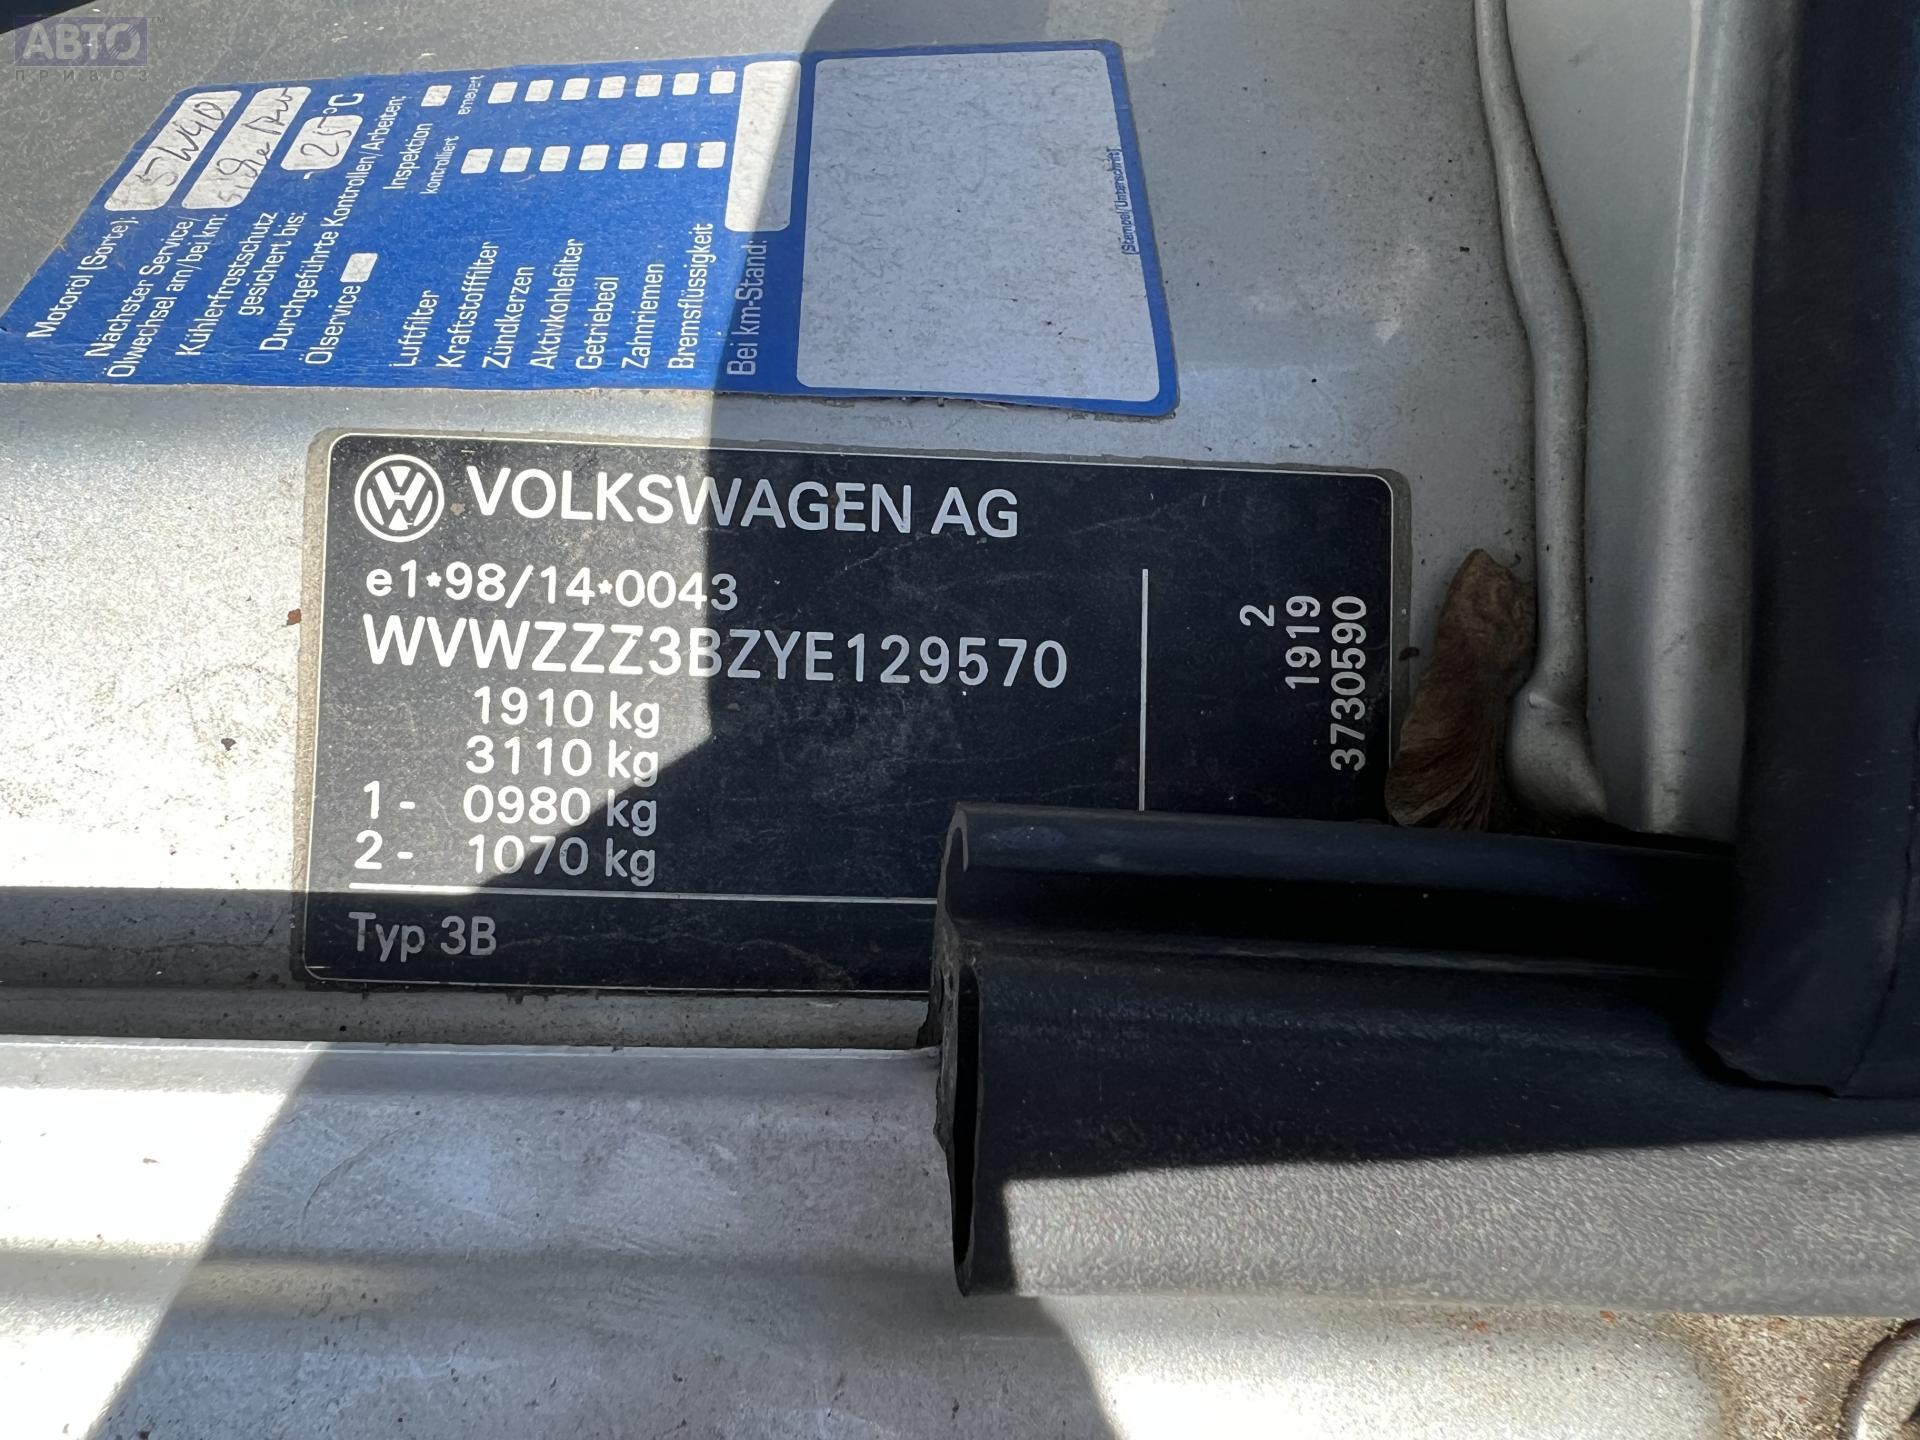 АВТО
ПРИВОЗ
Motoröl (Sorte):
5W40
Nächster Service/
Ölwechsel am/bei km:
Kühlerfrostschutz
gesichert bis:
-25 °C
Durchgeführte Kontrollen/Arbeiten:
Ölservice
Inspektion
kontrolliert
erneuert
Luftfilter
Kraftstofffilter
Zündkerzen
Aktivkohlefilter
Getriebeöl
Zahnriemen
Bremsflüssigkeit
Bei km-Stand:
(Stempel/Unterschrift)
VOLKSWAGEN AG
e1*98/14*0043
WVWZZZ3BZYE129570
1910 kg
3110 kg
1- 0980 kg
2- 1070 kg
Typ 3B
2
1919
3730590